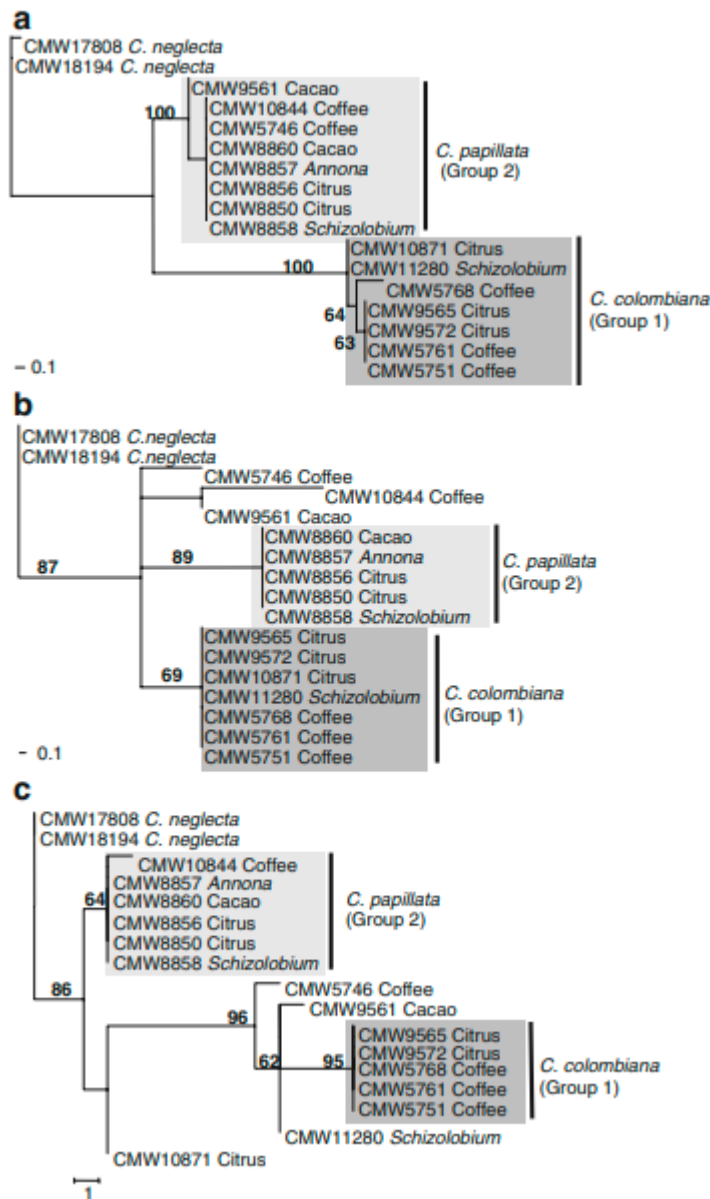 a
CMW17808 C. neglecta
CMW18194 C. neglecta
CMW9561 Cacao
100
CMW10844 Coffee
CMW5746 Coffee
CMW8860 Cacao
CMW8857 Annona
CMW8856 Citrus
CMW8850 Citrus
CMW8858 Schizolobium
C. papillata
(Group 2)
CMW10871 Citrus
100
CMW11280 Schizolobium
CMW5768 Coffee
64
CMW9565 Citrus
CMW9572 Citrus
63
CMW5761 Coffee
CMW5751 Coffee
C. colombiana
(Group 1)
0.1
b
CMW17808 C.neglecta
CMW18194 C.neglecta
CMW5746 Coffee
CMW10844 Coffee
CMW9561 Cacao
87
89
CMW8860 Cacao
CMW8857 Annona
CMW8856 Citrus
CMW8850 Citrus
CMW8858 Schizolobium
C. papillata
(Group 2)
69
CMW9565 Citrus
CMW9572 Citrus
CMW10871 Citrus
CMW11280 Schizolobium
CMW5768 Coffee
CMW5761 Coffee
CMW5751 Coffee
C. colombiana
(Group 1)
0.1
c
CMW17808 C. neglecta
CMW18194 C. neglecta
CMW10844 Coffee
CMW8857 Annona
64
CMW8860 Cacao
CMW8856 Citrus
CMW8850 Citrus
CMW8858 Schizolobium
C. papillata
(Group 2)
86
CMW5746 Coffee
96
CMW9561 Cacao
62
95
CMW9565 Citrus
CMW9572 Citrus
CMW5768 Coffee
CMW5761 Coffee
CMW5751 Coffee
C. colombiana
(Group 1)
CMW11280 Schizolobium
CMW10871 Citrus
1